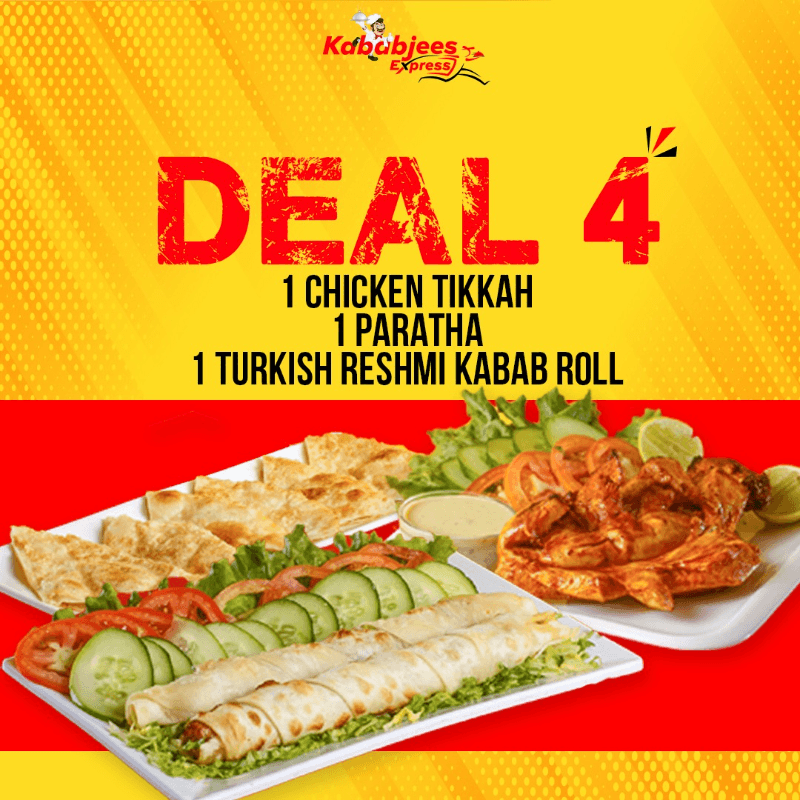 Kababjees
Express
DEAL 4
1 CHICKEN TIKKAH
1 PARATHA
1 TURKISH RESHMI KABAB ROLL